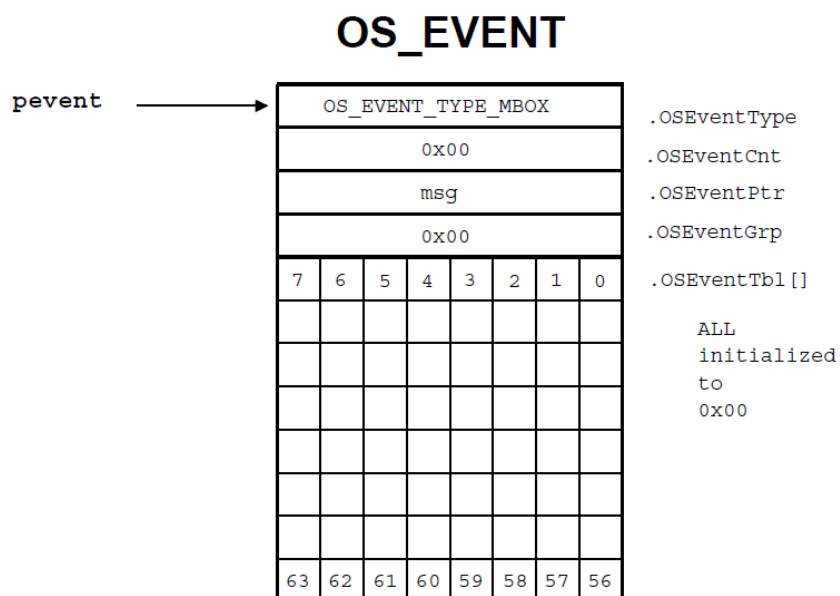 OS_EVENT
pevent
OS_EVENT_TYPE_MBOX
.OSEventType
0x00
.OSEventCnt
msg
.OSEventPtr
0x00
.OSEventGrp
7 6 5 4 3 2 1 0
.OSEventTbl[]
ALL
initialized
to
0x00
63 62 61 60 59 58 57 56